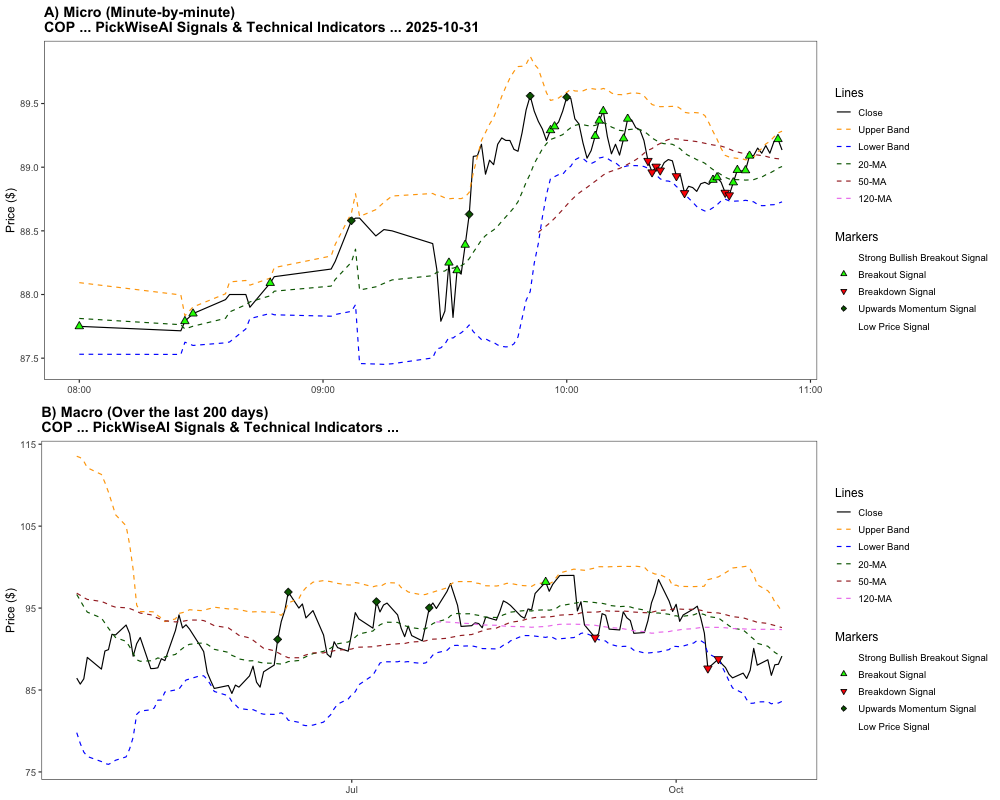 A) Micro (Minute-by-minute)
COP ... PickWiseAI Signals & Technical Indicators ... 2025-10-31
Price ($)
89.5
89.0
88.5
88.0
87.5
08:00
09:00
10:00
11:00
Lines
Close
Upper Band
Lower Band
20-MA
50-MA
120-MA
Markers
Strong Bullish Breakout Signal
Breakout Signal
Breakdown Signal
Upwards Momentum Signal
Low Price Signal
B) Macro (Over the last 200 days)
COP ... PickWiseAI Signals & Technical Indicators ...
Price ($)
115
105
95
85
75
Jul
Oct
Lines
Close
Upper Band
Lower Band
20-MA
50-MA
120-MA
Markers
Strong Bullish Breakout Signal
Breakout Signal
Breakdown Signal
Upwards Momentum Signal
Low Price Signal